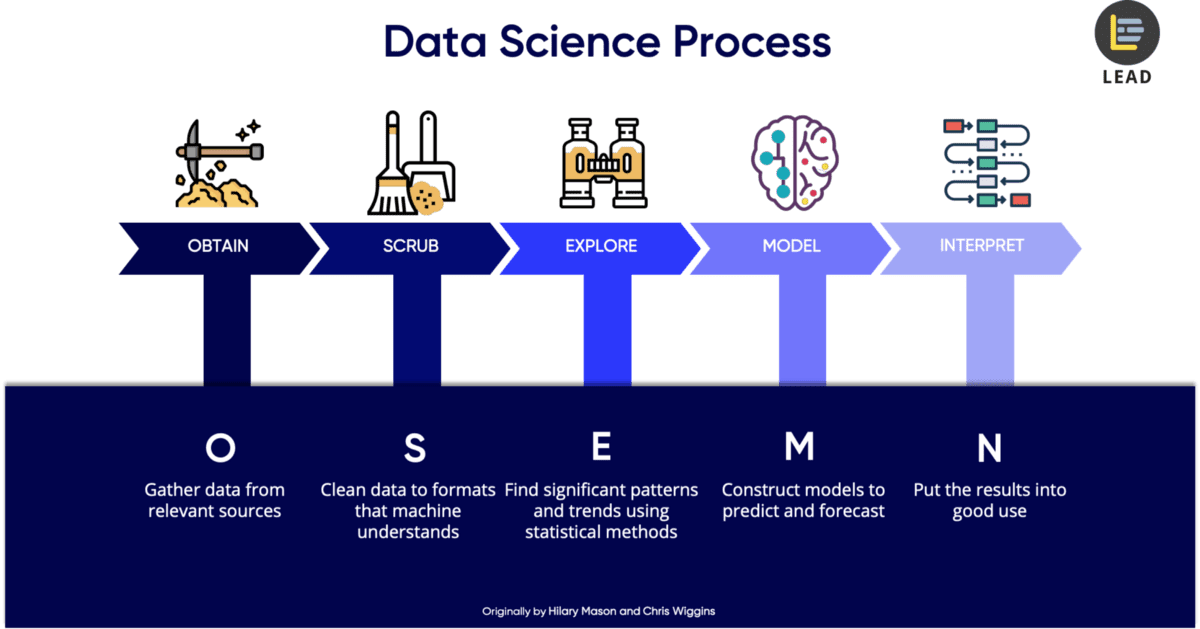 Data Science Process
LEAD
OBTAIN
SCRUB
EXPLORE
MODEL
INTERPRET
O
Gather data from
relevant sources
S
Clean data to formats
that machine
understands
E
Find significant patterns
and trends using
statistical methods
M
Construct models to
predict and forecast
N
Put the results into
good use
Originally by Hilary Mason and Chris Wiggins